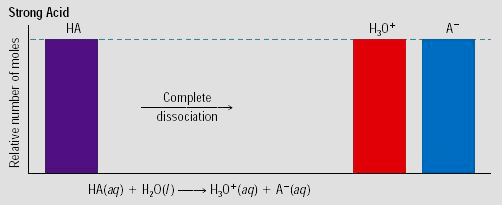 Strong Acid
HA H₃O⁺ A⁻
Relative number of moles
Complete
dissociation
HA(aq) + H₂O(l) ⟶ H₃O⁺(aq) + A⁻(aq)